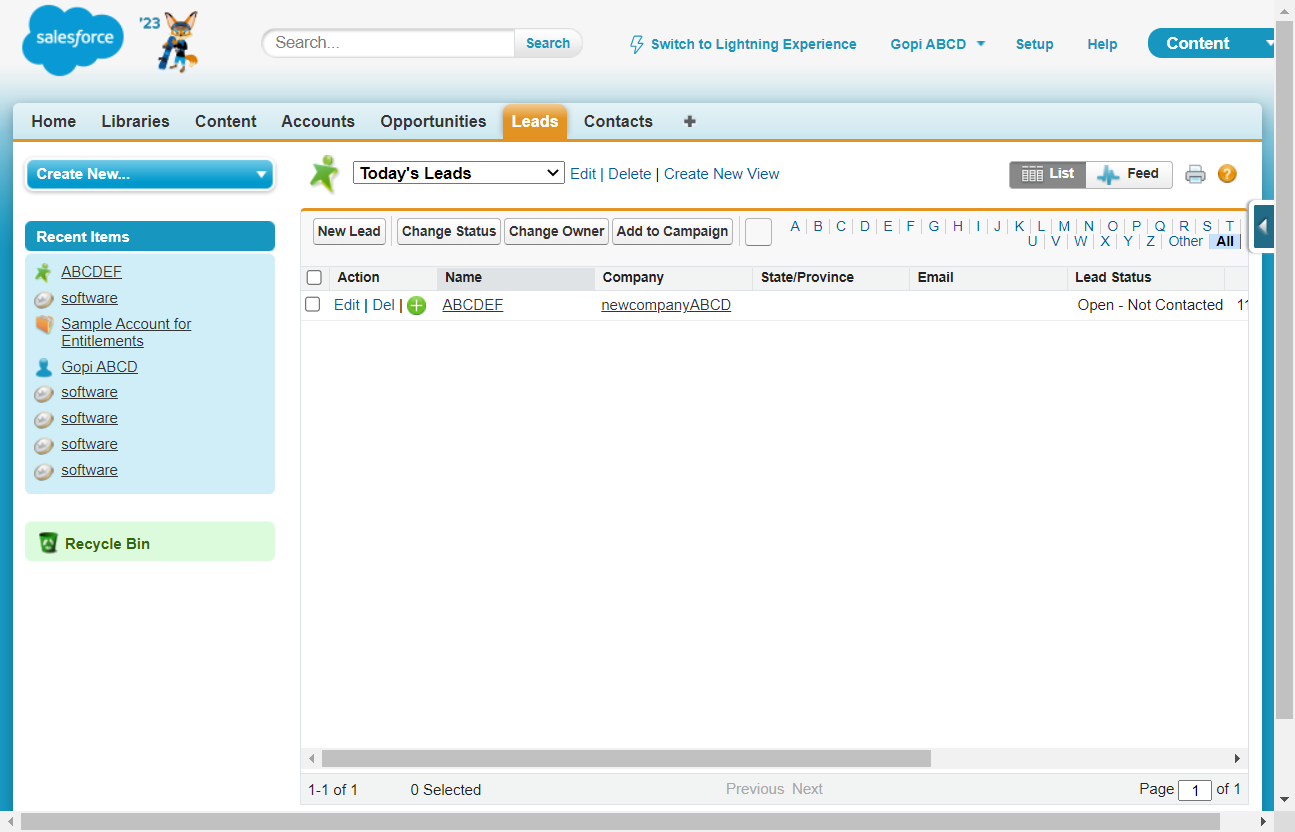 salesforce
'23
Search...
Search
Switch to Lightning Experience
Gopi ABCD
Setup
Help
Content
Home
Libraries
Content
Accounts
Opportunities
Leads
Contacts
Create New...
Recent Items
ABCDEF
software
Sample Account for
Entitlements
Gopi ABCD
software
software
software
software
Recycle Bin
Today's Leads
Edit | Delete | Create New View
List
Feed
?
New Lead
Change Status
Change Owner
Add to Campaign
A B C D E F G H I J K L M N O P Q R S T
U V W X Y Z Other All
Action Name Company State/Province Email Lead Status
Edit | Del | ABCDEF newcompanyABCD Open - Not Contacted 11
1-1 of 1
0 Selected
Previous Next
Page 1 of 1